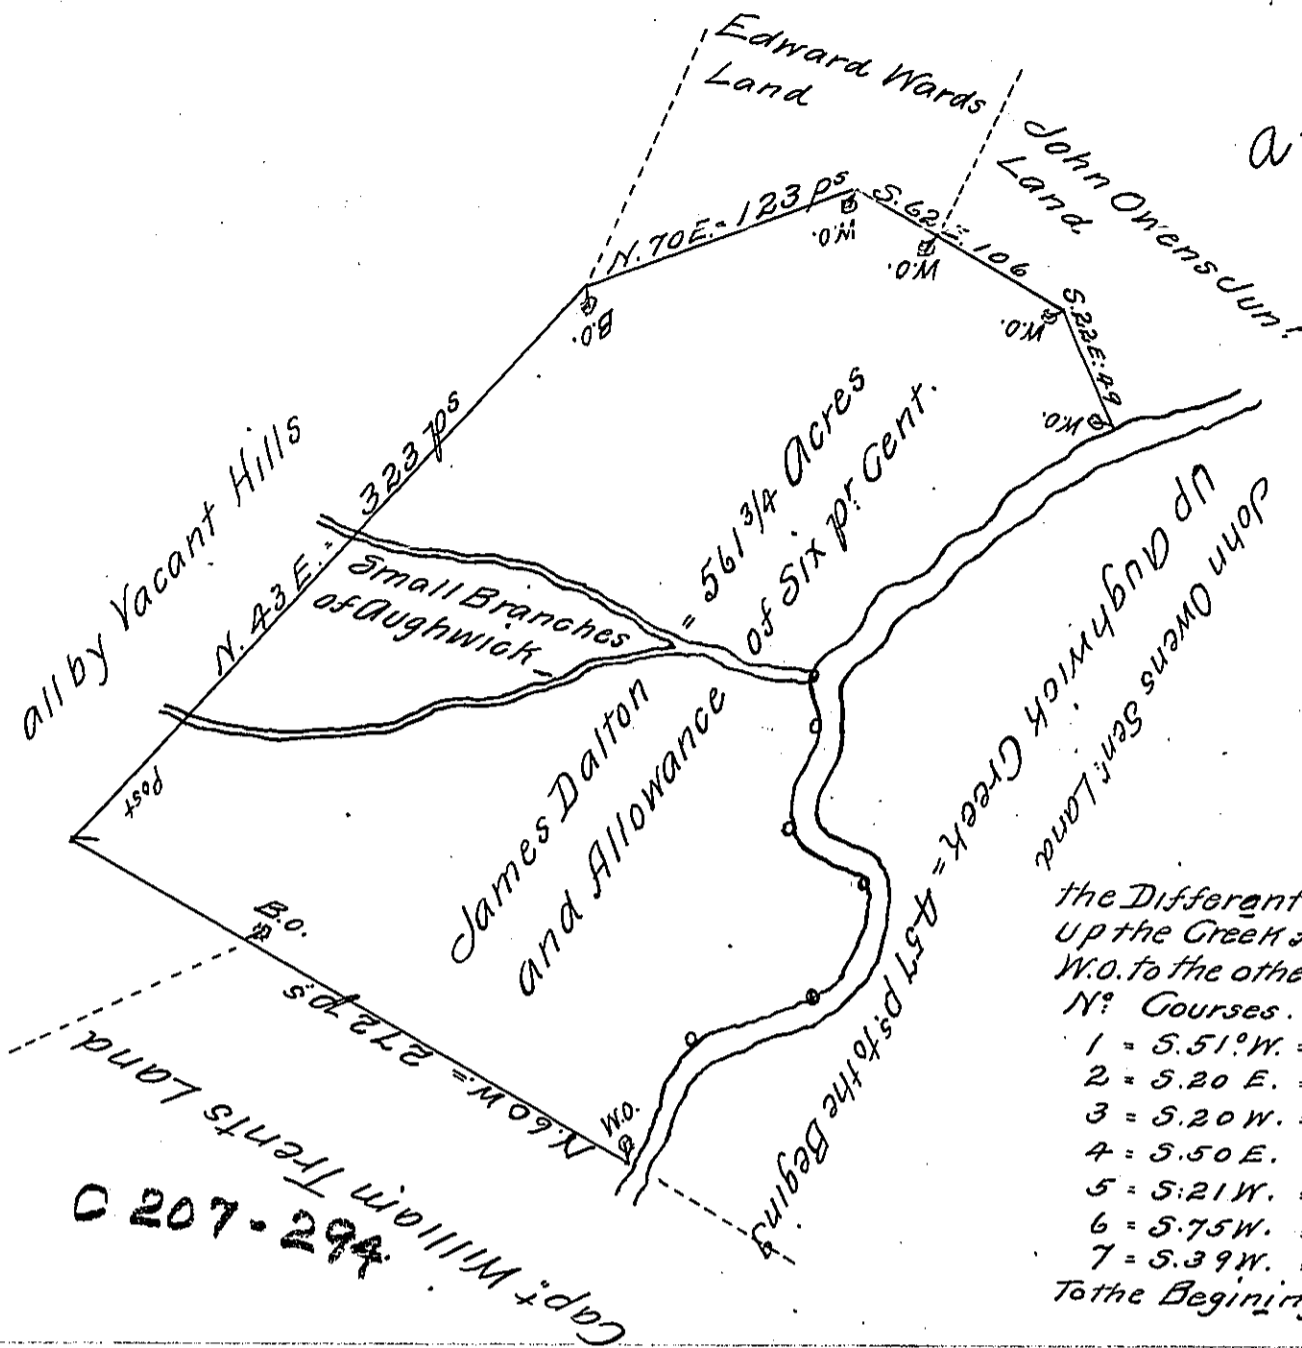 Edward Wards
Land
John Owens Jun.r
Land
a
N. 70 E. = 123 ps
S. 62 E. 106
S. 22 E: 49
W.O.
W.O.
W.O.
W.O.
B.O.
N. 43 E. = 323 ps
all by Vacant Hills
Small Branches
of Aughwick
Post
James Dalton " 561 3/4 Acres
and Allowance of Six pr. Cent.
Up Aughwick Creek = 457 ps. to the Begining
John Owens Sen.r Land
B.O.
N. 60 W. = 272 ps.
W.O.
Capt. William Trents Land
C 207-294
the Different
up the Creek
W.O. to the othe
No. Courses.
1 = S. 51° W. =
2 = S. 20 E. =
3 = S. 20 W. =
4 = S. 50 E.
5 = S: 21 W. =
6 = S. 75 W.
7 = S. 39 W.
To the Begining